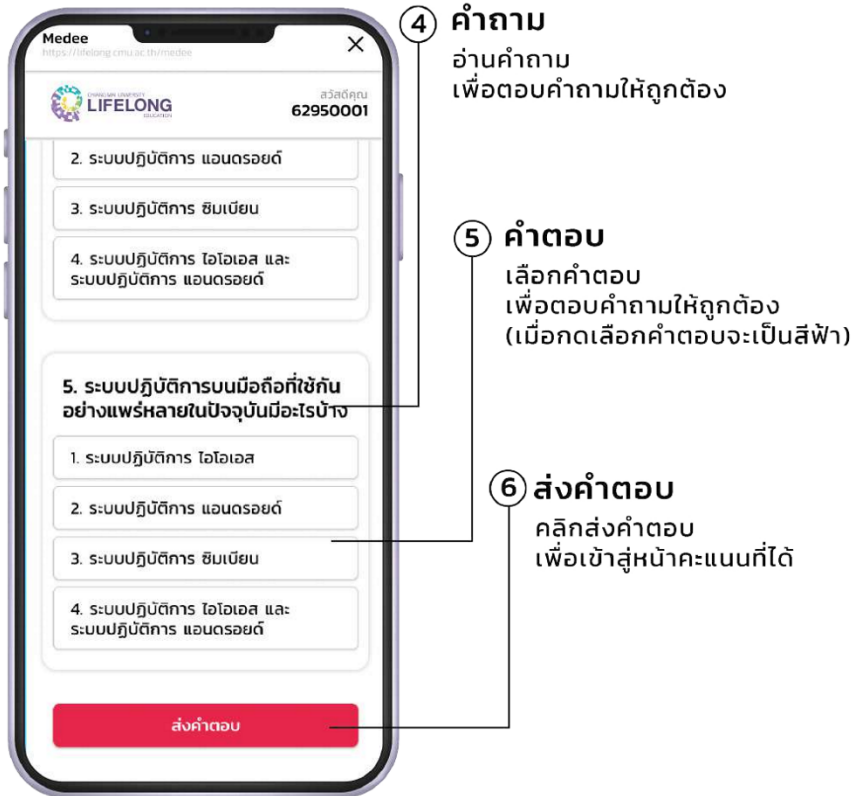 Medee
https://lifelong.cmu.ac.th/medee
CHIANG MAI UNIVERSITY
LIFELONG
EDUCATION
สวัสดีคุณ
62950001
2. ระบบปฏิบัติการ แอนดรอยด์
3. ระบบปฏิบัติการ ซิมเบียน
4. ระบบปฏิบัติการ ไอโอเอส และ
ระบบปฏิบัติการ แอนดรอยด์
5. ระบบปฏิบัติการบนมือถือที่ใช้กัน
อย่างแพร่หลายในปัจจุบันมีอะไรบ้าง
1. ระบบปฏิบัติการ ไอโอเอส
2. ระบบปฏิบัติการ แอนดรอยด์
3. ระบบปฏิบัติการ ซิมเบียน
4. ระบบปฏิบัติการ ไอโอเอส และ
ระบบปฏิบัติการ แอนดรอยด์
ส่งคำตอบ
4 คำถาม
อ่านคำถาม
เพื่อตอบคำถามให้ถูกต้อง
5 คำตอบ
เลือกคำตอบ
เพื่อตอบคำถามให้ถูกต้อง
(เมื่อกดเลือกคำตอบจะเป็นสีฟ้า)
6 ส่งคำตอบ
คลิกส่งคำตอบ
เพื่อเข้าสู่หน้าคะแนนที่ได้